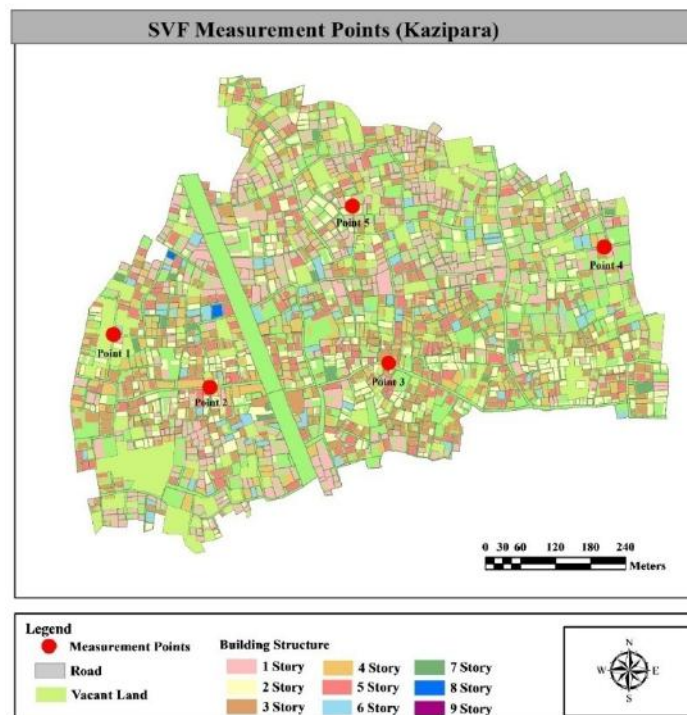 SVF Measurement Points (Kazipara)
Point 5
Point 4
Point 1
Point 3
Point 2
0 30 60 120 180 240
Meters
Legend
Measurement Points
Road
Vacant Land
Building Structure
1 Story
2 Story
3 Story
4 Story
5 Story
6 Story
7 Story
8 Story
9 Story
N
W E
S